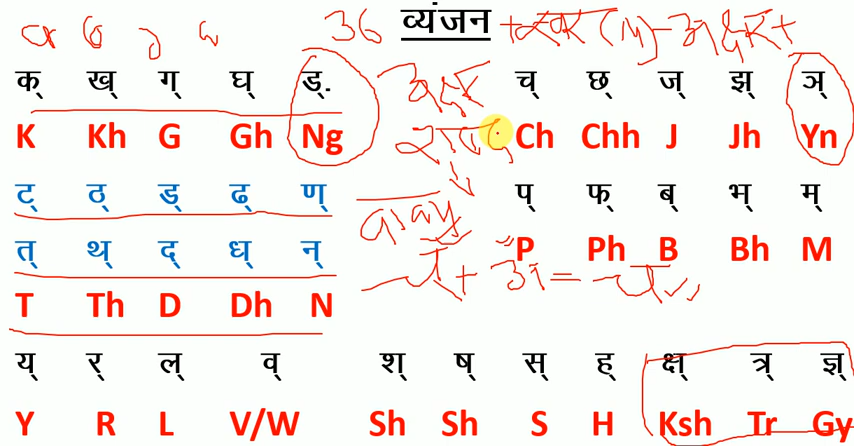 36 व्यंजन
क् ख् ग् घ् ङ्. च् छ् ज् झ् ञ्
K Kh G Gh Ng Ch Chh J Jh Yn
ट् ठ् ड् ढ् ण् प् फ् ब् भ् म्
त् थ् द् ध् न् P Ph B Bh M
T Th D Dh N
य् र् ल् व् श् ष् स् ह् क्ष् त्र् ज्ञ्
Y R L V/W Sh Sh S H Ksh Tr Gy